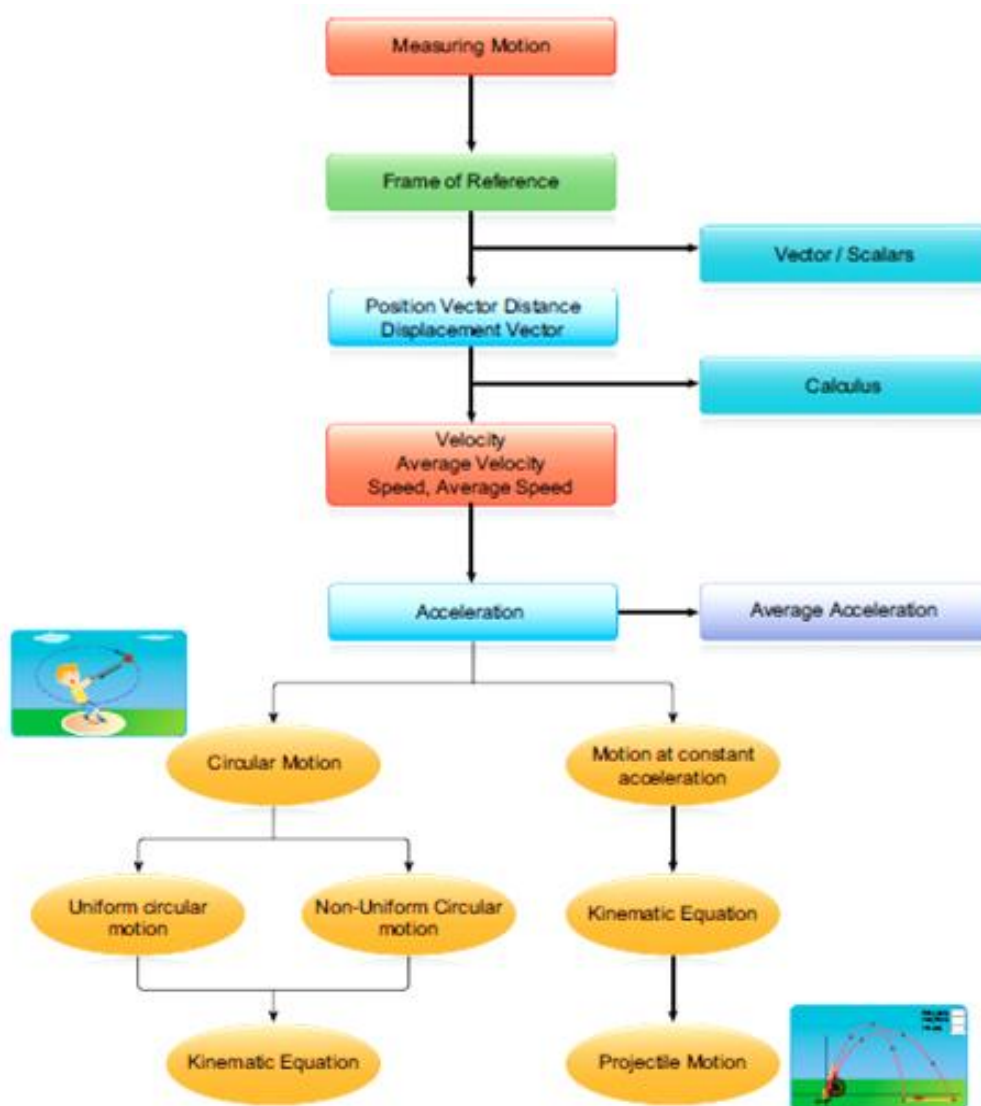 Measuring Motion
Frame of Reference
Vector / Scalars
Position Vector Distance
Displacement Vector
Calculus
Velocity
Average Velocity
Speed, Average Speed
Acceleration
Average Acceleration
Circular Motion
Motion at constant
acceleration
Uniform circular
motion
Non-Uniform Circular
motion
Kinematic Equation
Kinematic Equation
Projectile Motion